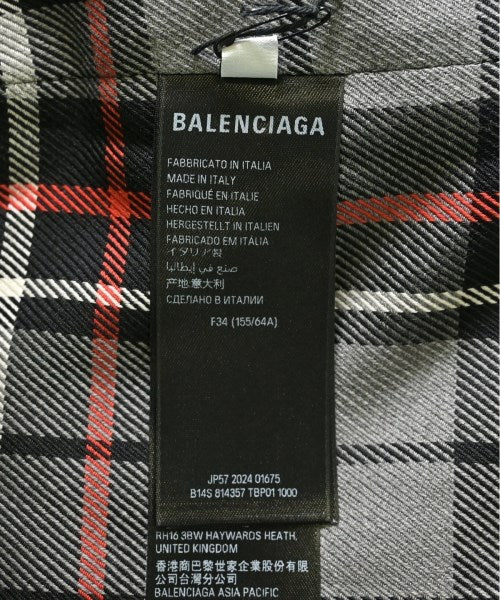 BALENCIAGA
FABBRICATO IN ITALIA
MADE IN ITALY
FABRIQUÉ EN ITALIE
HECHO EN ITALIA
HERGESTELLT IN ITALIEN
FABRICADO EM ITÁLIA
イタリア製
صنع في إيطاليا
产地:意大利
СДЕЛАНО В ИТАЛИИ
F34 (155/64A)
JP57 2024 01675
B14S 814357 TBP01 1000
RH16 3BW HAYWARDS HEATH,
UNITED KINGDOM
香港商巴黎世家企業股份有限
公司台灣分公司
BALENCIAGA ASIA PACIFIC